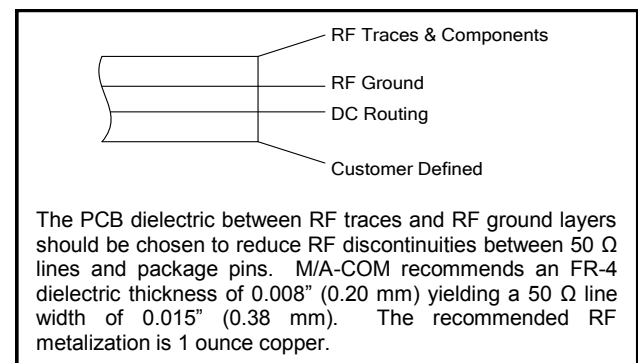 RF Traces & Components
RF Ground
DC Routing
Customer Defined
The PCB dielectric between RF traces and RF ground layers
should be chosen to reduce RF discontinuities between 50 Ω
lines and package pins. M/A-COM recommends an FR-4
dielectric thickness of 0.008” (0.20 mm) yielding a 50 Ω line
width of 0.015” (0.38 mm). The recommended RF
metalization is 1 ounce copper.